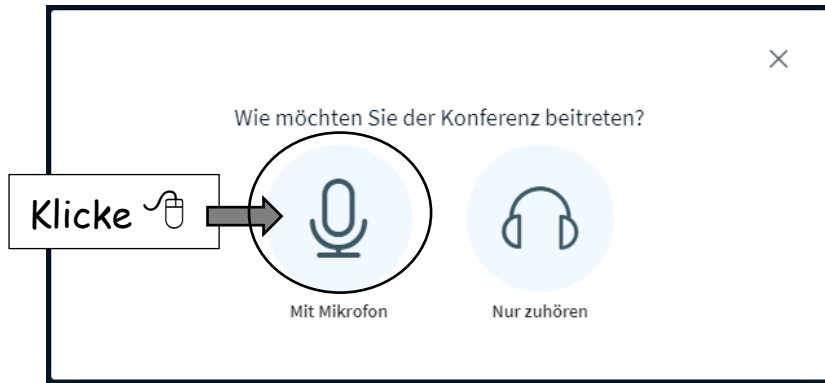 Wie möchten Sie der Konferenz beitreten?
Klicke
Mit Mikrofon
Nur zuhören